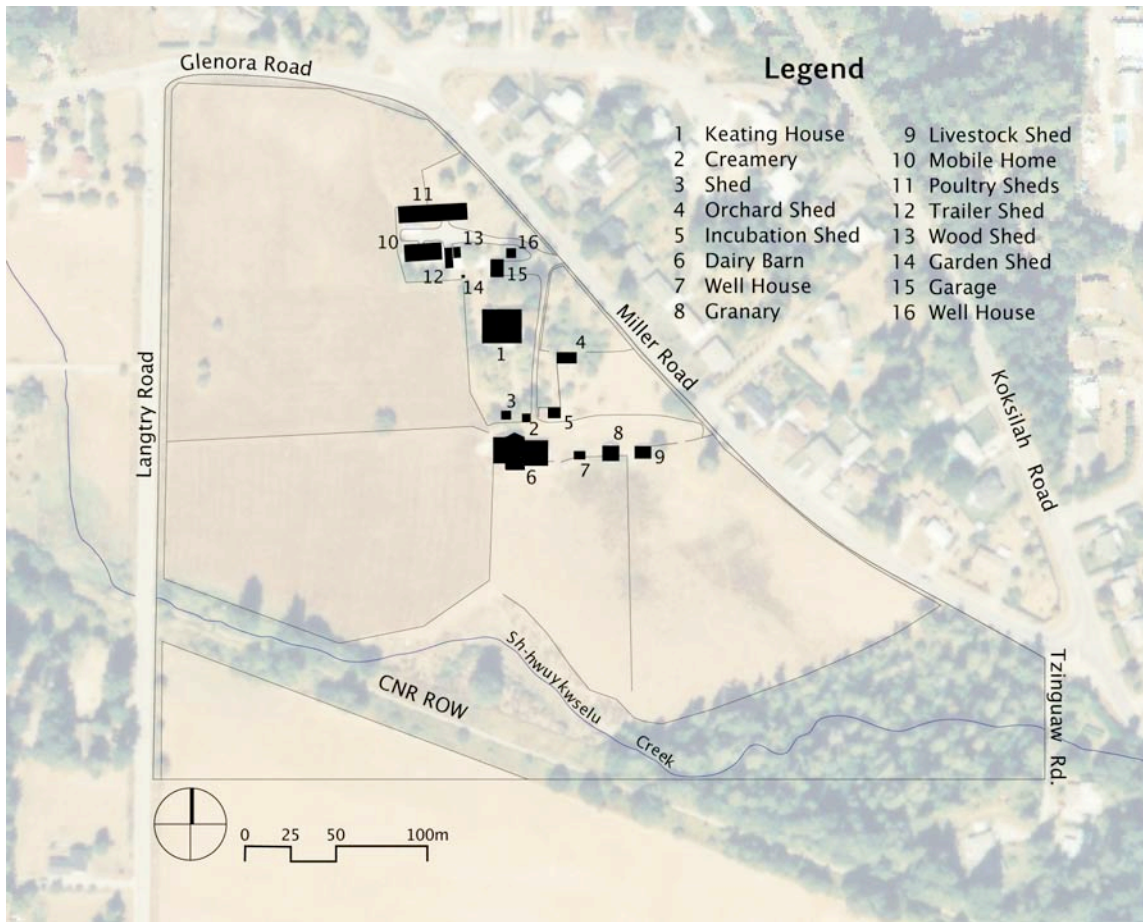 Glenora Road
Legend
1 Keating House
2 Creamery
3 Shed
4 Orchard Shed
5 Incubation Shed
6 Dairy Barn
7 Well House
8 Granary
9 Livestock Shed
10 Mobile Home
11 Poultry Sheds
12 Trailer Shed
13 Wood Shed
14 Garden Shed
15 Garage
16 Well House
11
10
13
16
12
14
15
1
4
Miller Road
Langtry Road
Koksilah Road
3
2
5
8
7
9
6
Sh-hwuykwselu
Creek
CNR ROW
Tzinguaw Rd.
0 25 50 100m